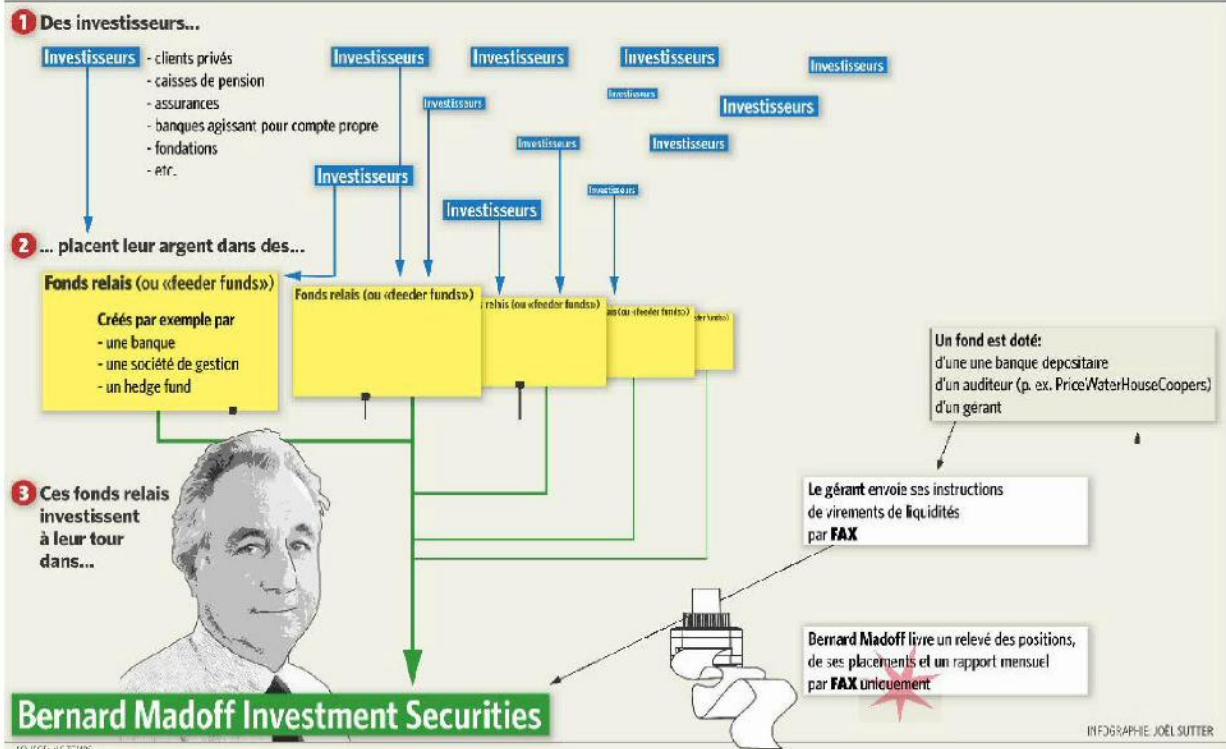 1 Des investisseurs...
Investisseurs
- clients privés
- caisses de pension
- assurances
- banques agissant pour compte propre
- fondations
- etc.
Investisseurs
Investisseurs
Investisseurs
Investisseurs
Investisseurs
Investisseurs
Investisseurs
Investisseurs
Investisseurs
Investisseurs
Investisseurs
Investisseurs
2 ... placent leur argent dans des...
Fonds relais (ou «feeder funds»)
Créés par exemple par
- une banque
- une société de gestion
- un hedge fund
Fonds relais (ou «feeder funds»)
relais (ou «feeder funds»)
(ou «feeder funds»)
funds»)
Un fond est doté:
d'une une banque depositaire
d'un auditeur (p. ex. PriceWaterHouseCoopers)
d'un gérant
3 Ces fonds relais
investissent
à leur tour
dans...
Le gérant envoie ses instructions
de virements de liquidités
par FAX
Bernard Madoff livre un relevé des positions,
de ses placements et un rapport mensuel
par FAX uniquement
Bernard Madoff Investment Securities
INFOGRAPHIE: JOËL SUTTER